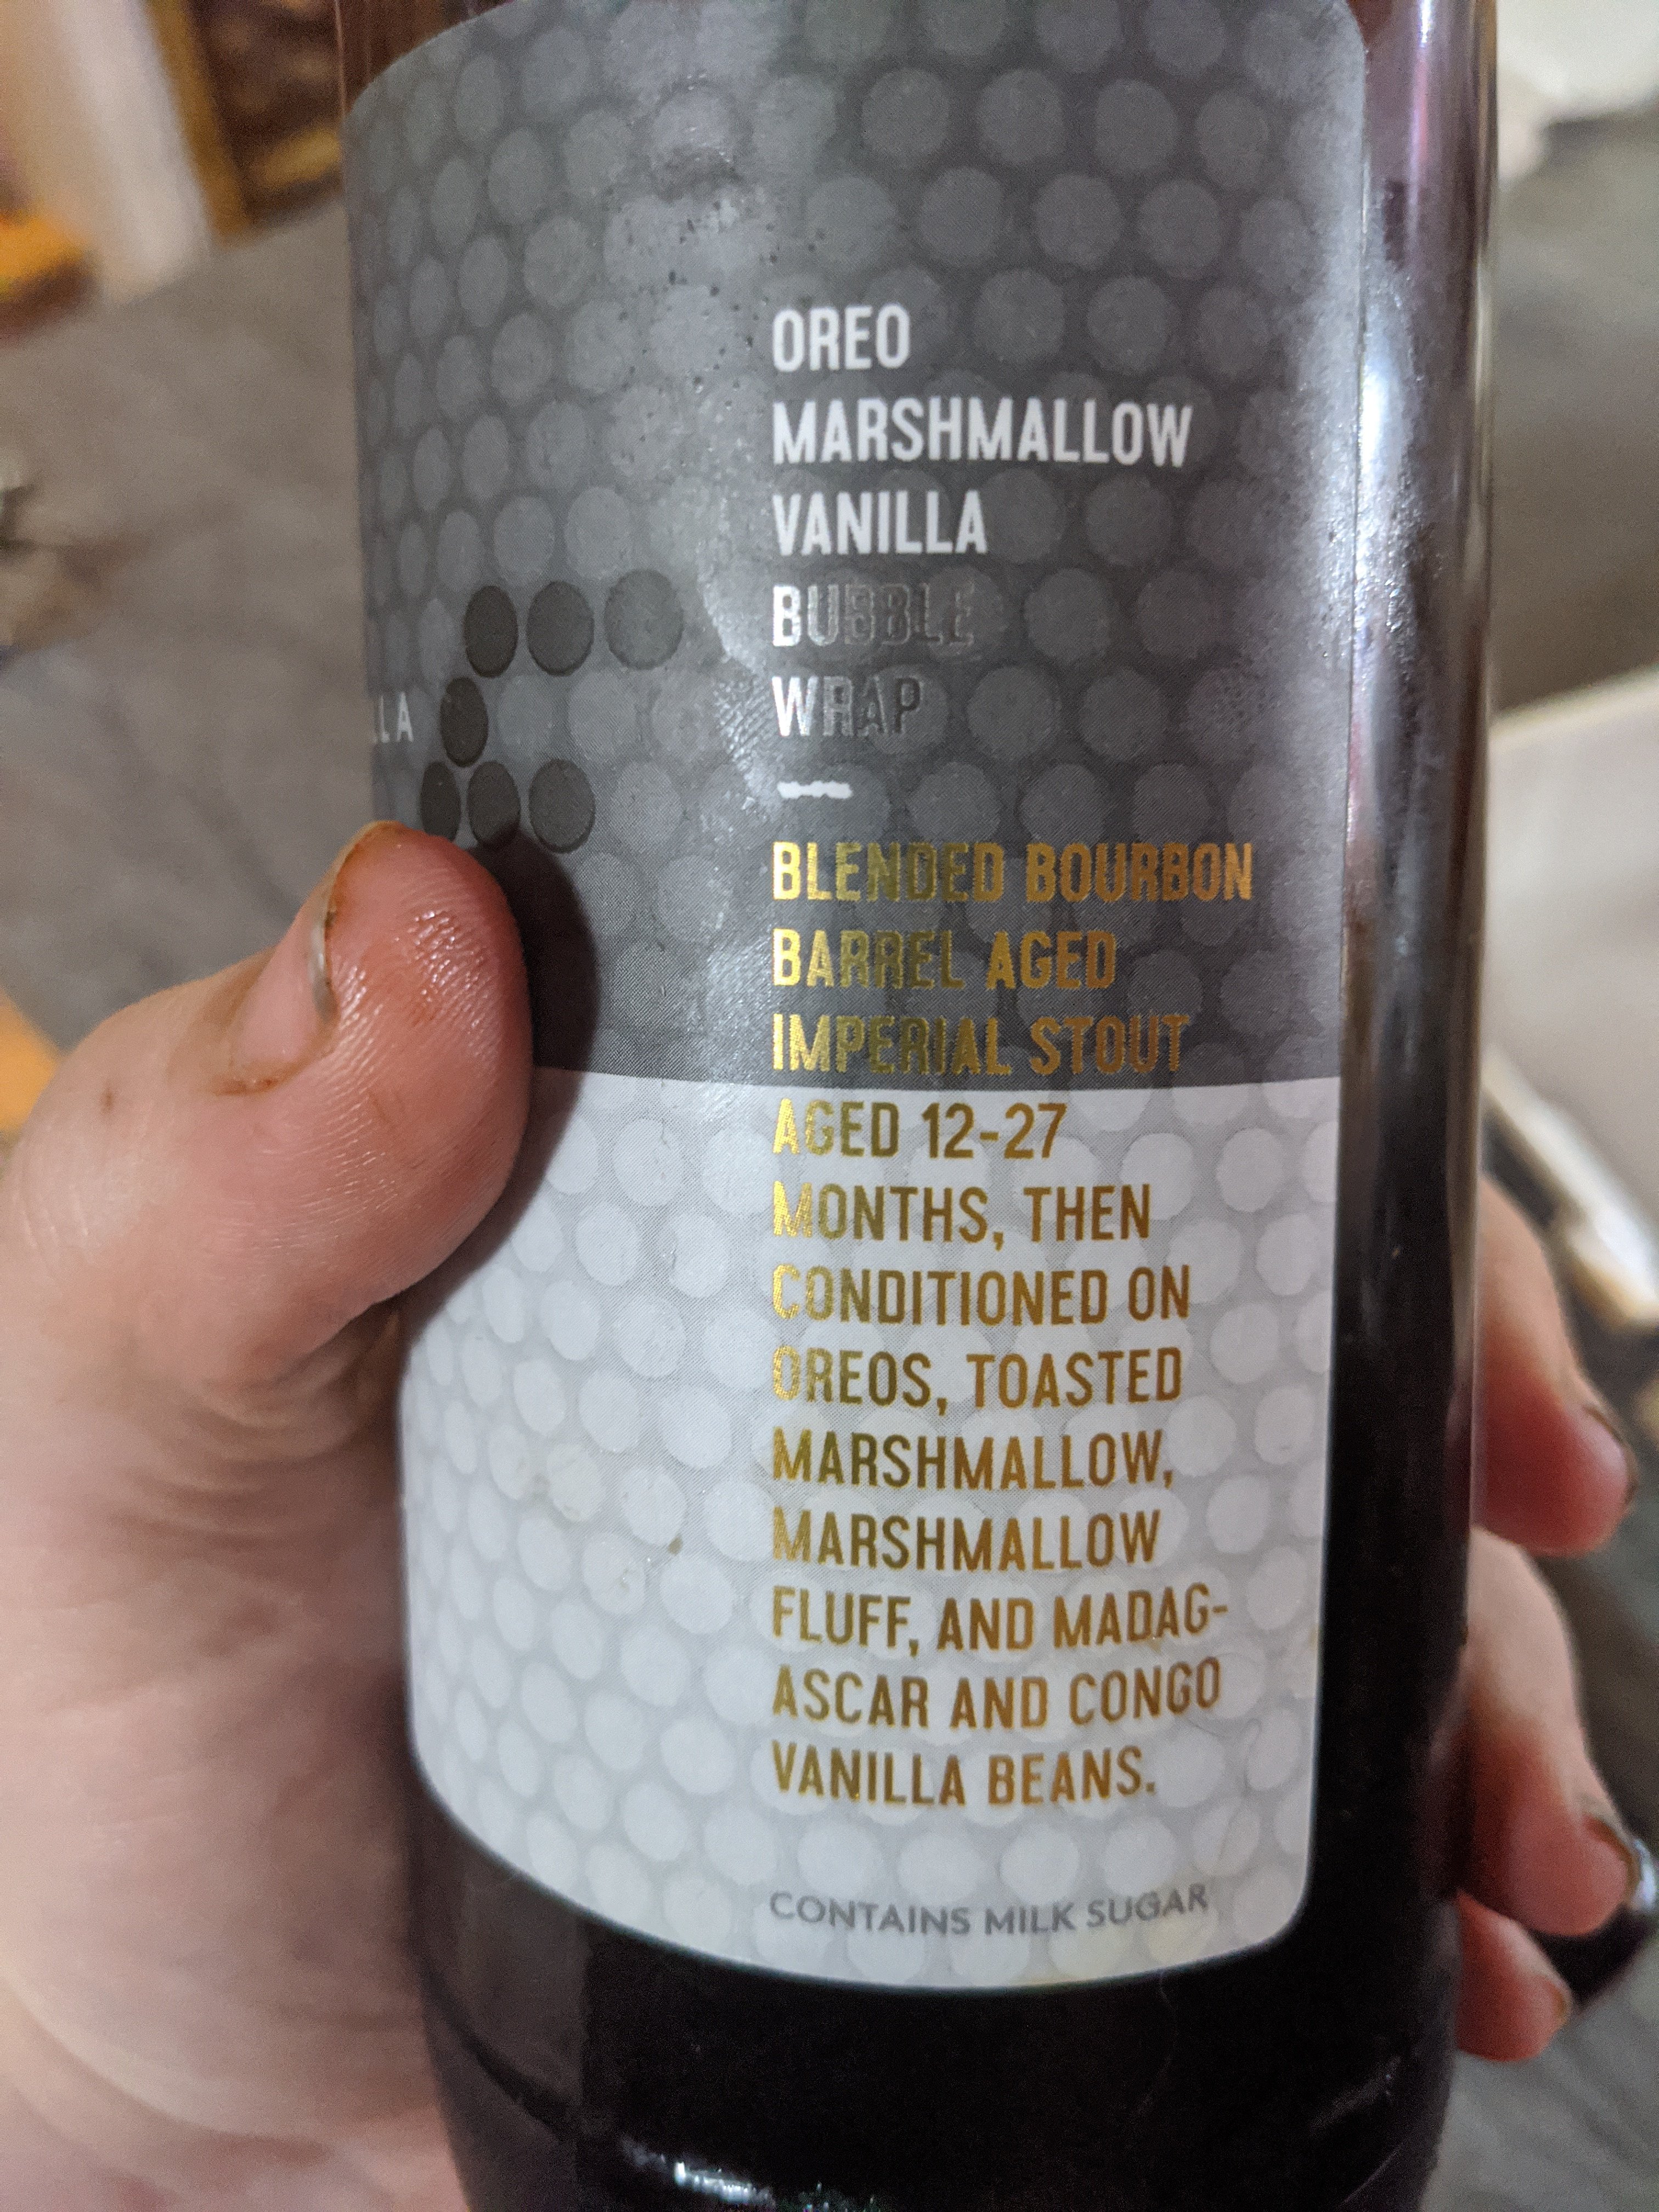 OREO
MARSHMALLOW
VANILLA
BUBBLE
WRAP
BLENDED BOURBON
BARREL AGED
IMPERIAL STOUT
AGED 12-27
MONTHS, THEN
CONDITIONED ON
OREOS, TOASTED
MARSHMALLOW,
MARSHMALLOW
FLUFF, AND MADAG-
ASCAR AND CONGO
VANILLA BEANS.
CONTAINS MILK SUGAR